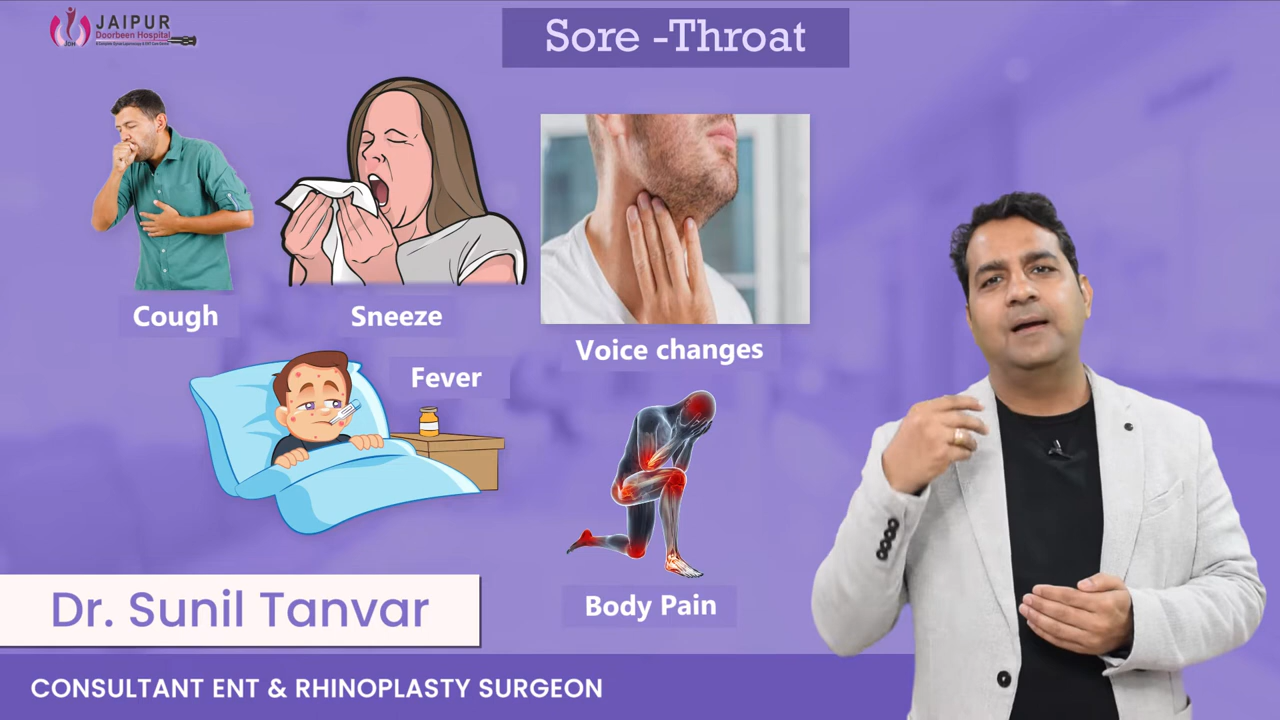 JAIPUR
Doorbeen Hospital
JDH
Sore -Throat
Cough
Sneeze
Voice changes
Fever
Body Pain
Dr. Sunil Tanvar
CONSULTANT ENT & RHINOPLASTY SURGEON